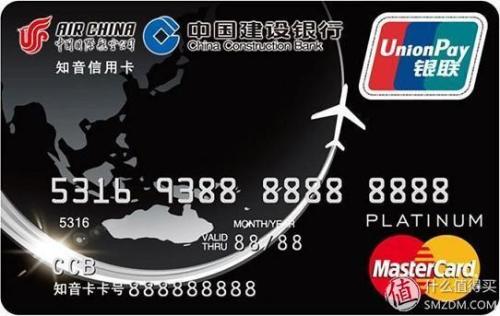 AIR CHINA
中国国际航空公司
中国建设银行
China Construction Bank
知音信用卡
UnionPay
银联
5316 9388 8888 8888
5316
MONTH/YEAR
VALID
THRU
88/88
PLATINUM
CCB
知音卡卡号888888888
MasterCard
值 什么值得买
SMZDM.COM